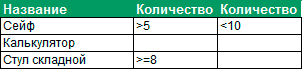 Название Количество Количество
Сейф >5 <10
Калькулятор
Стул складной >=8